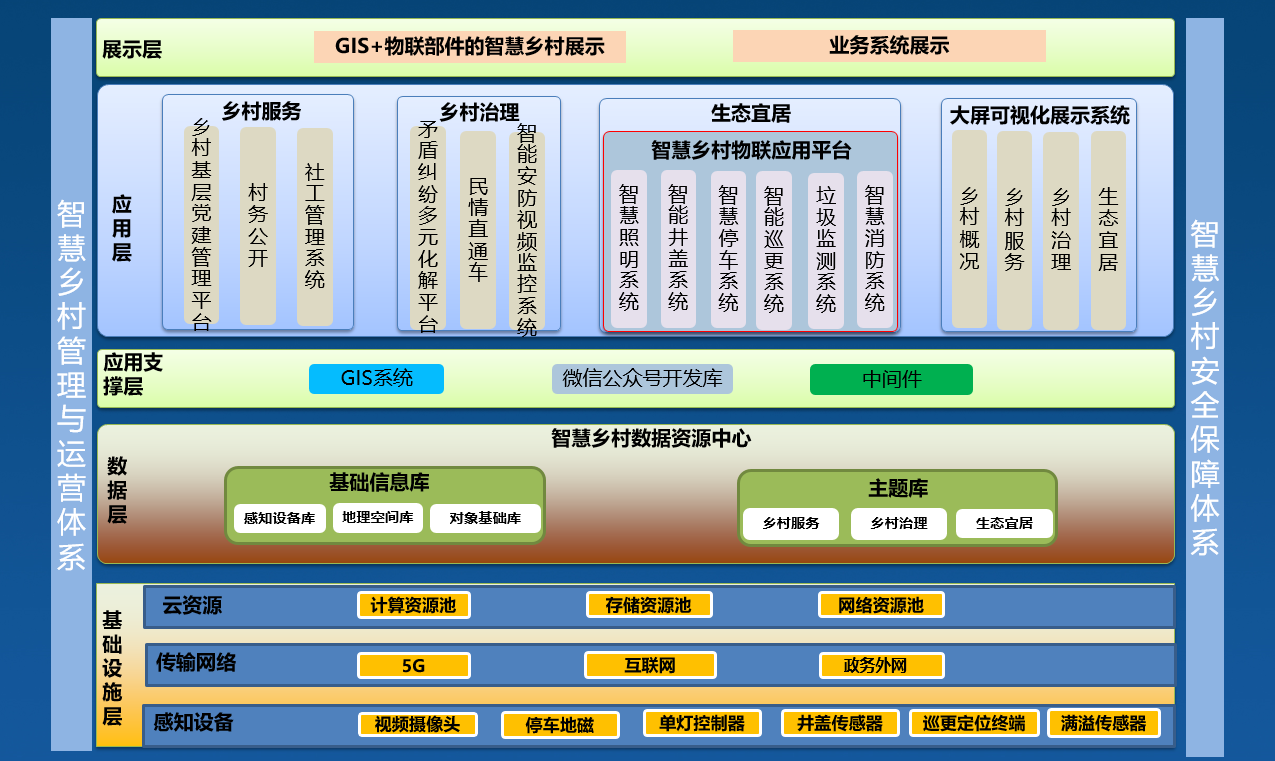 智慧乡村管理与运营体系
展示层
GIS+物联部件的智慧乡村展示
业务系统展示
应用层
乡村服务
乡村基层党建管理平台
村务公开
社工管理系统
乡村治理
矛盾纠纷多元化解平台
民情直通车
智能安防视频监控系统
生态宜居
智慧乡村物联应用平台
智慧照明系统
智能井盖系统
智慧停车系统
智能巡更系统
垃圾监测系统
智慧消防系统
大屏可视化展示系统
乡村概况
乡村服务
乡村治理
生态宜居
应用支
撑层
GIS系统
微信公众号开发库
中间件
数据层
智慧乡村数据资源中心
基础信息库
感知设备库
地理空间库
对象基础库
主题库
乡村服务
乡村治理
生态宜居
基础设施层
云资源
计算资源池
存储资源池
网络资源池
传输网络
5G
互联网
政务外网
感知设备
视频摄像头
停车地磁
单灯控制器
井盖传感器
巡更定位终端
满溢传感器
智慧乡村安全保障体系